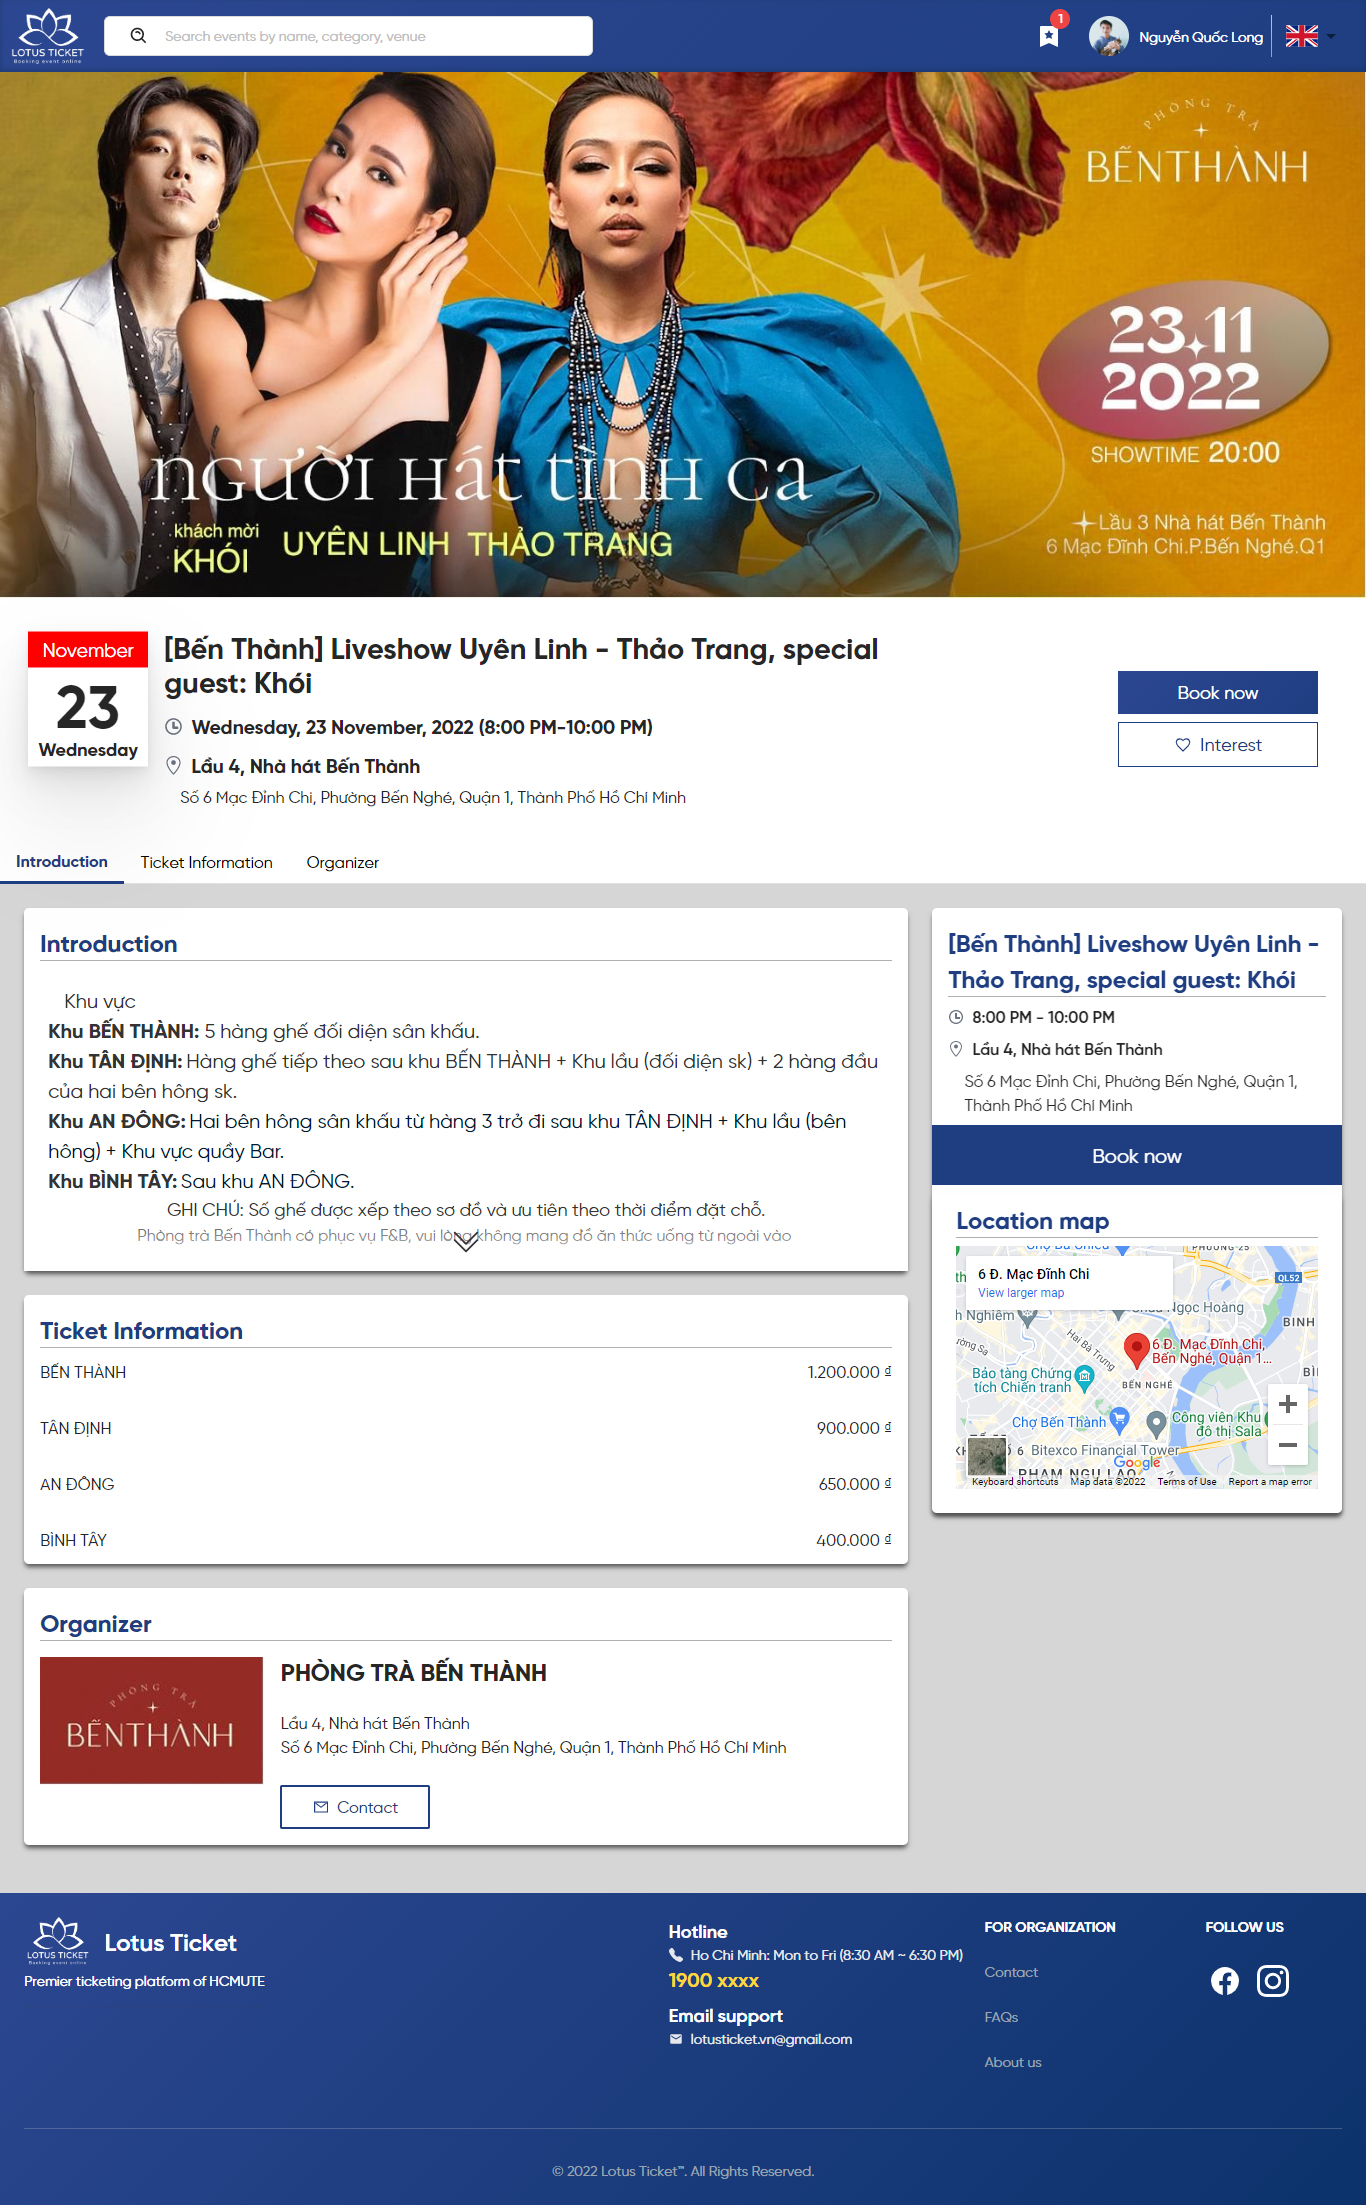 LOTUS TICKET
Booking event online
Search events by name, category, venue
1
Nguyễn Quốc Long
PHÒNG TRÀ
BẾNTHÀNH
23.11
2022
SHOWTIME 20:00
người hát tình ca
khách mời
KHÓI
UYÊN LINH
THẢO TRANG
Lầu 3 Nhà hát Bến Thành
6 Mạc Đĩnh Chi.P.Bến Nghé.Q1
November
23
Wednesday
[Bến Thành] Liveshow Uyên Linh - Thảo Trang, special
guest: Khói
Wednesday, 23 November, 2022 (8:00 PM-10:00 PM)
Lầu 4, Nhà hát Bến Thành
Số 6 Mạc Đỉnh Chi, Phường Bến Nghé, Quận 1, Thành Phố Hồ Chí Minh
Book now
Interest
Introduction
Ticket Information
Organizer
Introduction
Khu vực
Khu BẾN THÀNH: 5 hàng ghế đối diện sân khấu.
Khu TÂN ĐỊNH: Hàng ghế tiếp theo sau khu BẾN THÀNH + Khu lầu (đối diện sk) + 2 hàng đầu
của hai bên hông sk.
Khu AN ĐÔNG: Hai bên hông sân khấu từ hàng 3 trở đi sau khu TÂN ĐỊNH + Khu lầu (bên
hông) + Khu vực quầy Bar.
Khu BÌNH TÂY: Sau khu AN ĐÔNG.
GHI CHÚ: Số ghế được xếp theo sơ đồ và ưu tiên theo thời điểm đặt chỗ.
Phòng trà Bến Thành có phục vụ F&B, vui lòng không mang đồ ăn thức uống từ ngoài vào
Ticket Information
BẾN THÀNH 1.200.000 ₫
TÂN ĐỊNH 900.000 ₫
AN ĐÔNG 650.000 ₫
BÌNH TÂY 400.000 ₫
Organizer
PHÒNG TRÀ
BẾNTHÀNH
PHÒNG TRÀ BẾN THÀNH
Lầu 4, Nhà hát Bến Thành
Số 6 Mạc Đỉnh Chi, Phường Bến Nghé, Quận 1, Thành Phố Hồ Chí Minh
Contact
[Bến Thành] Liveshow Uyên Linh -
Thảo Trang, special guest: Khói
8:00 PM - 10:00 PM
Lầu 4, Nhà hát Bến Thành
Số 6 Mạc Đỉnh Chi, Phường Bến Nghé, Quận 1,
Thành Phố Hồ Chí Minh
Book now
Location map
PHƯỜNG 25
6 Đ. Mạc Đĩnh Chi
View larger map
QL52
Ngọc Hoàng
h Nghiêm
BINH
Hai Bà Trưng
6 Đ. Mạc Đĩnh Chi,
Bến Nghé, Quận 1...
Bảo tàng Chứng
tích Chiến tranh
BẾN NGHÉ
Chợ Bến Thành
Công viên Khu
đô thị Sala
Bitexco Financial Tower
Google
PHẠM NGŨ LÃO
Keyboard shortcuts
Map data ©2022
Terms of Use
Report a map error
LOTUS TICKET
Booking event online
Lotus Ticket
Premier ticketing platform of HCMUTE
Hotline
Ho Chi Minh: Mon to Fri (8:30 AM ~ 6:30 PM)
1900 xxxx
Email support
lotusticket.vn@gmail.com
FOR ORGANIZATION
Contact
FAQs
About us
FOLLOW US
© 2022 Lotus Ticket™. All Rights Reserved.